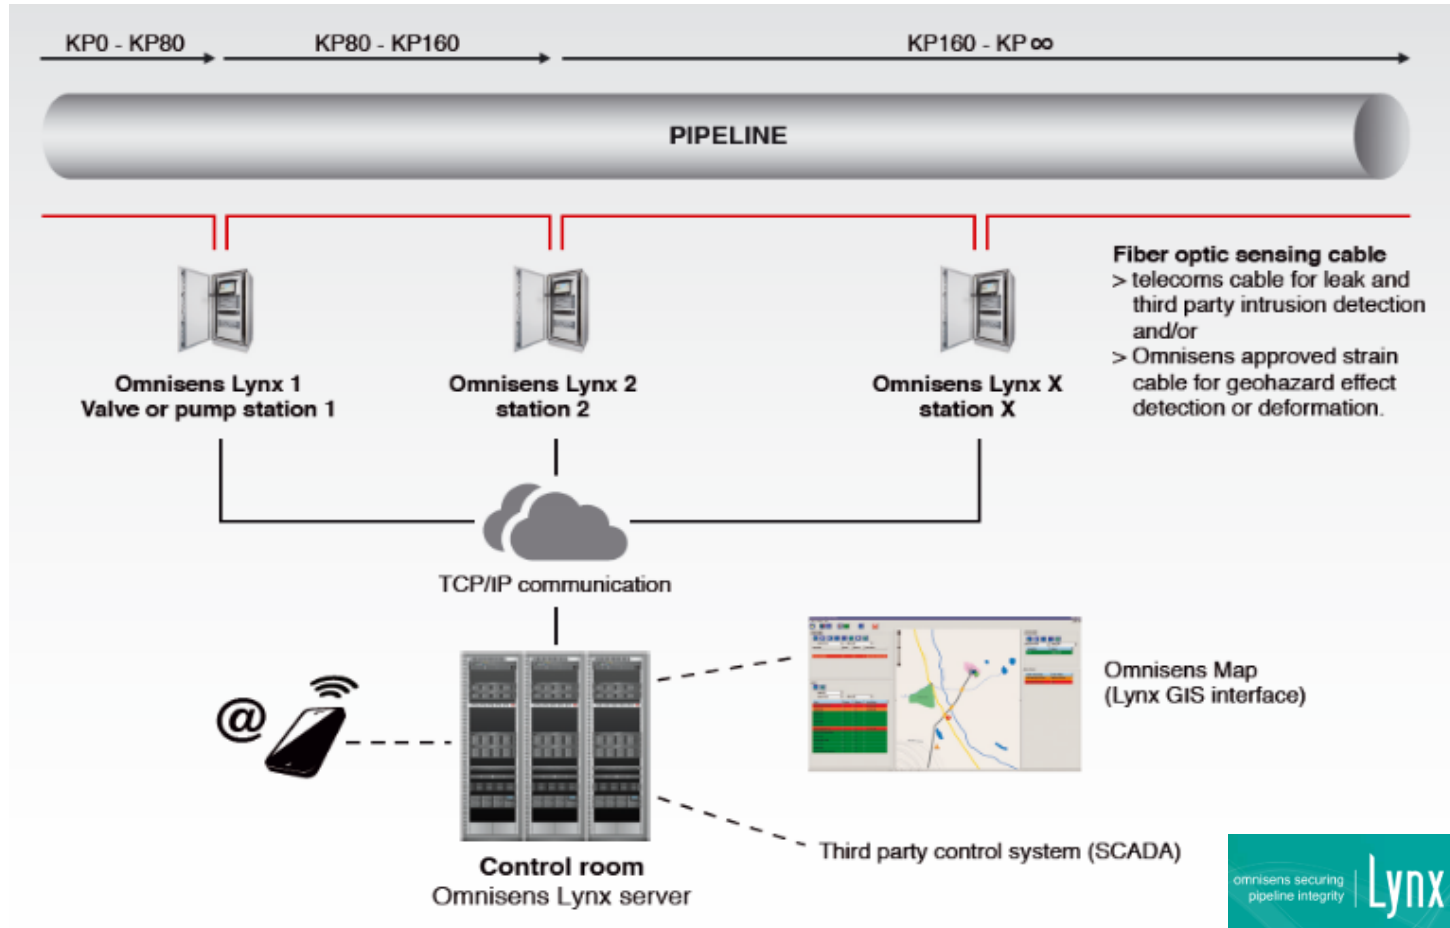 KP0 - KP80
KP80 - KP160
KP160 - KP ∞
PIPELINE
Fiber optic sensing cable
> telecoms cable for leak and
third party intrusion detection
and/or
> Omnisens approved strain
cable for geohazard effect
detection or deformation.
Omnisens Lynx 1
Valve or pump station 1
Omnisens Lynx 2
station 2
Omnisens Lynx X
station X
TCP/IP communication
@
Omnisens Map
(Lynx GIS interface)
Third party control system (SCADA)
Control room
Omnisens Lynx server
omnisens securing
pipeline integrity
Lynx